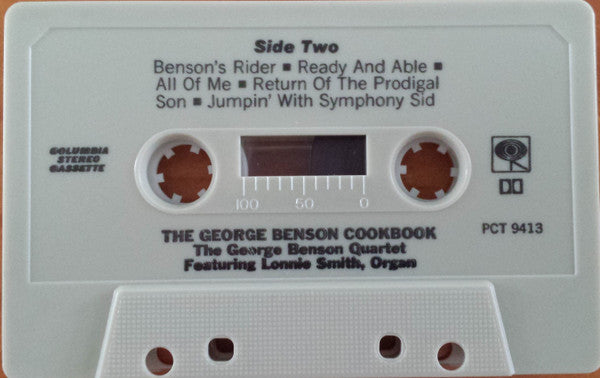 Side Two
Benson's Rider ■ Ready And Able ■
All Of Me ■ Return Of The Prodigal
Son ■ Jumpin' With Symphony Sid
COLUMBIA
STEREO
CASSETTE
100 50 0
THE GEORGE BENSON COOKBOOK
The George Benson Quartet
Featuring Lonnie Smith, Organ
PCT 9413